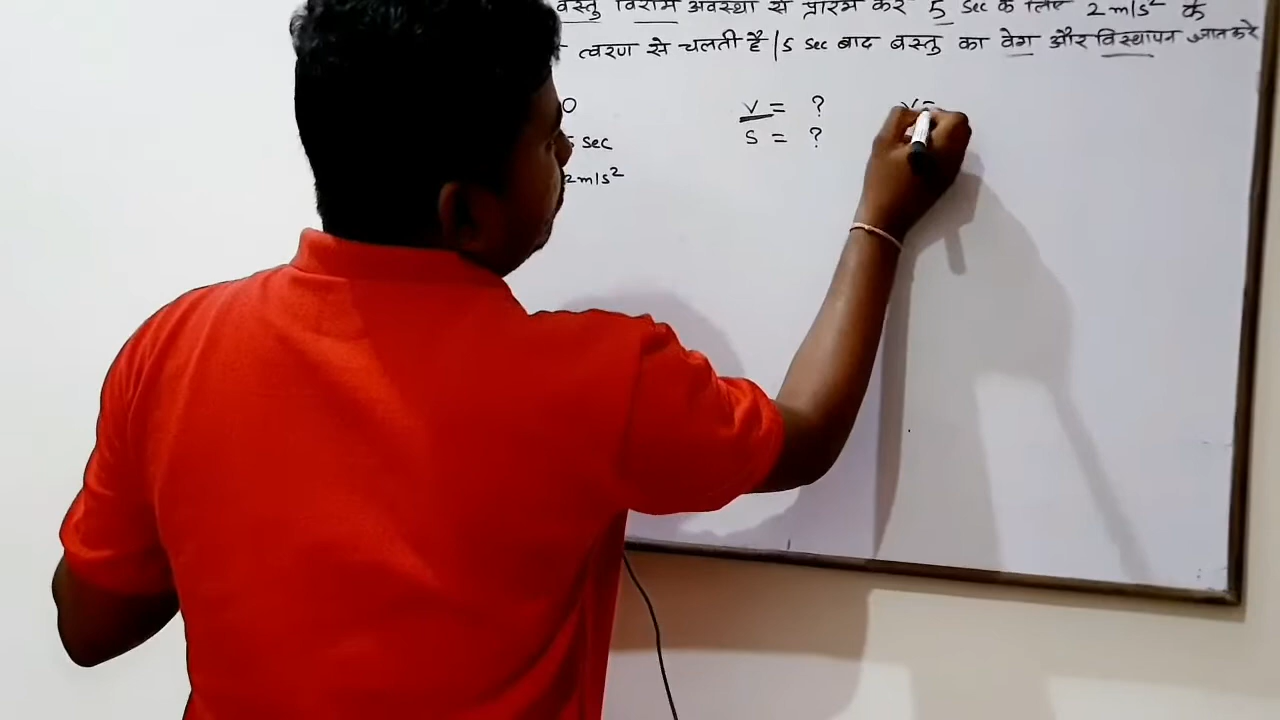 वस्तु विराम अवस्था से प्रारंभ कर 5 sec के लिए 2 m/s² के
त्वरण से चलती है | 5 sec बाद वस्तु का वेग और विस्थापन ज्ञात करे
0
v = ?
v=
sec
s = ?
2m/s²